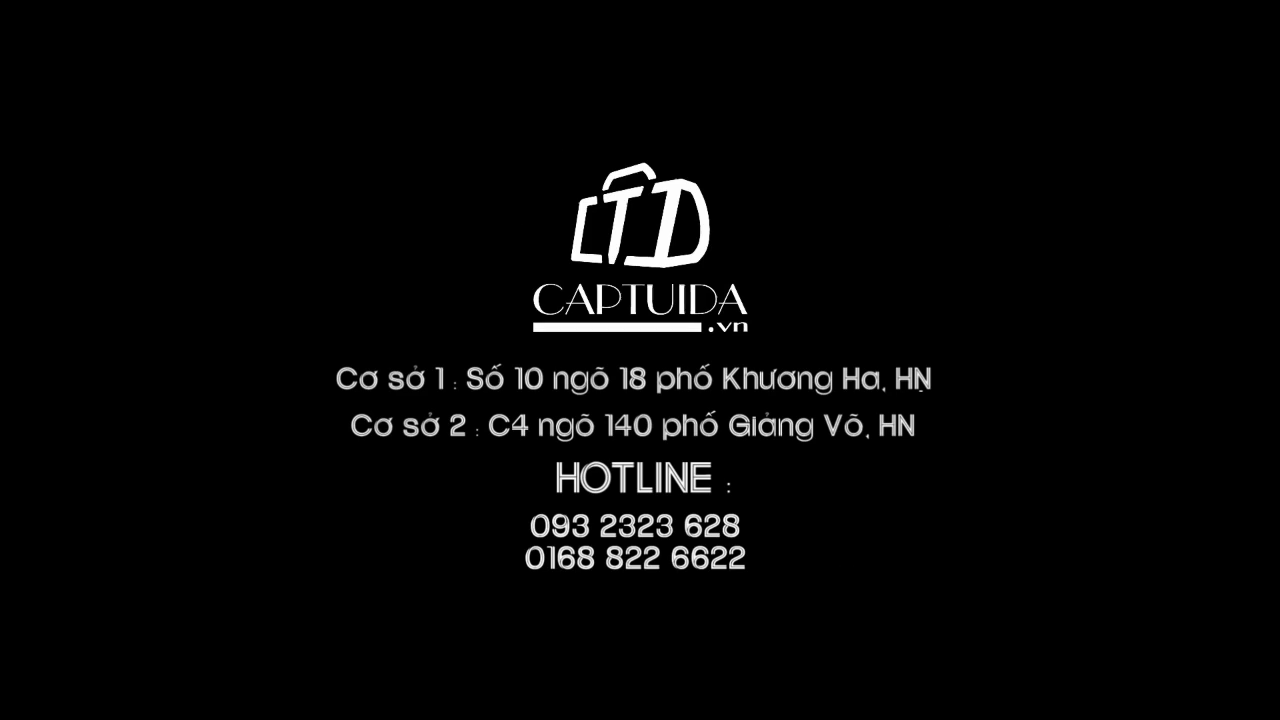 CTD
CAPTUIDA
.vn
Cơ sở 1 : Số 10 ngõ 18 phố Khương Hạ, HN
Cơ sở 2 : C4 ngõ 140 phố Giảng Võ, HN
HOTLINE :
093 2323 628
0168 822 6622